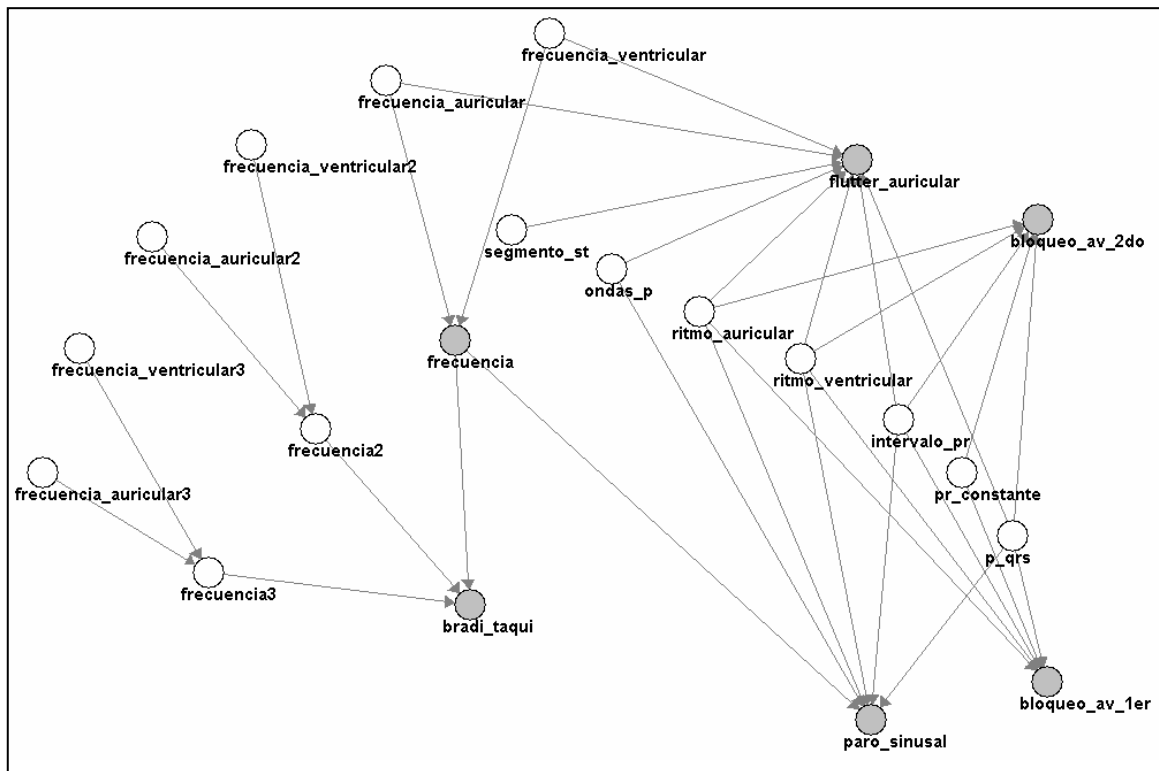 frecuencia_ventricular
frecuencia_auricular
frecuencia_ventricular2
flutter_auricular
bloqueo_av_2do
segmento_st
frecuencia_auricular2
ondas_p
ritmo_auricular
frecuencia
frecuencia_ventricular3
ritmo_ventricular
intervalo_pr
frecuencia2
frecuencia_auricular3
pr_constante
p_qrs
frecuencia3
bradi_taqui
bloqueo_av_1er
paro_sinusal